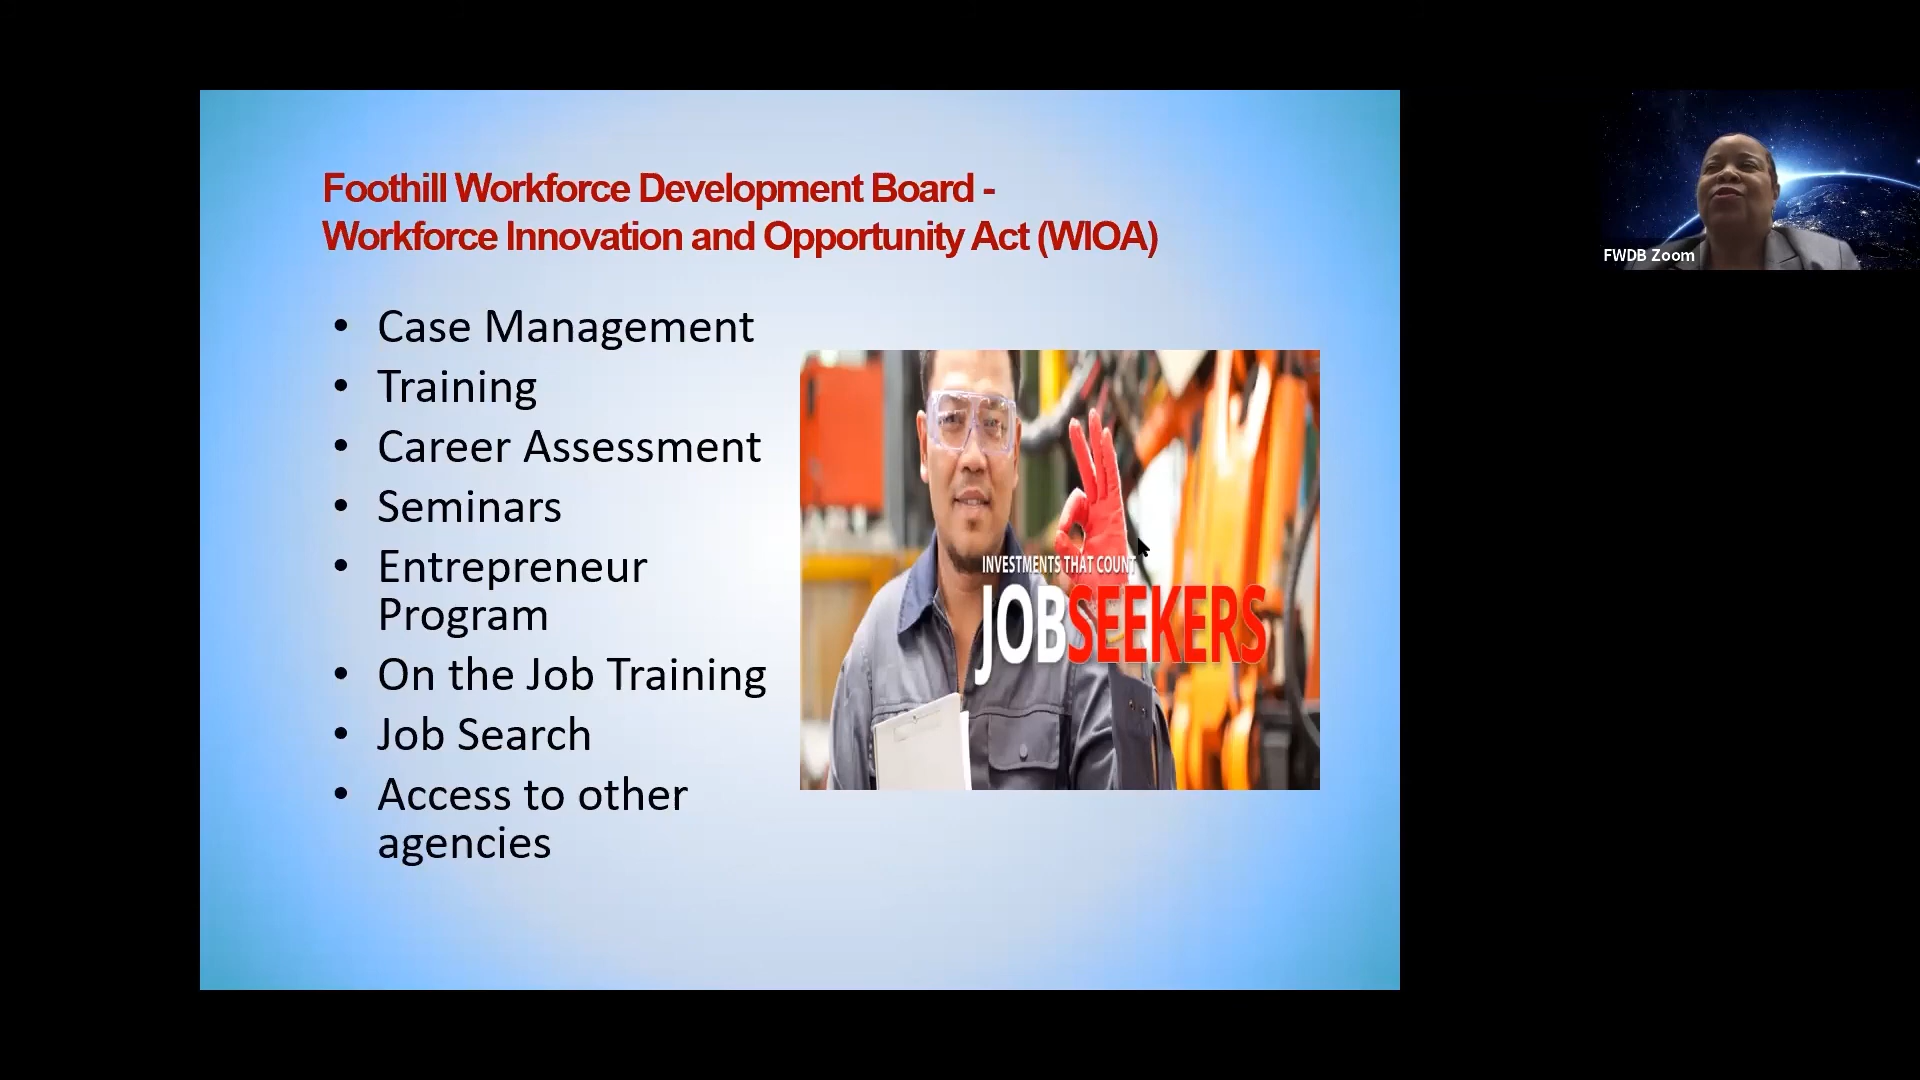 Foothill Workforce Development Board -
Workforce Innovation and Opportunity Act (WIOA)
• Case Management
• Training
• Career Assessment
• Seminars
• Entrepreneur
Program
• On the Job Training
• Job Search
• Access to other
agencies
INVESTMENTS THAT COUNT
JOBSEEKERS
FWDB Zoom